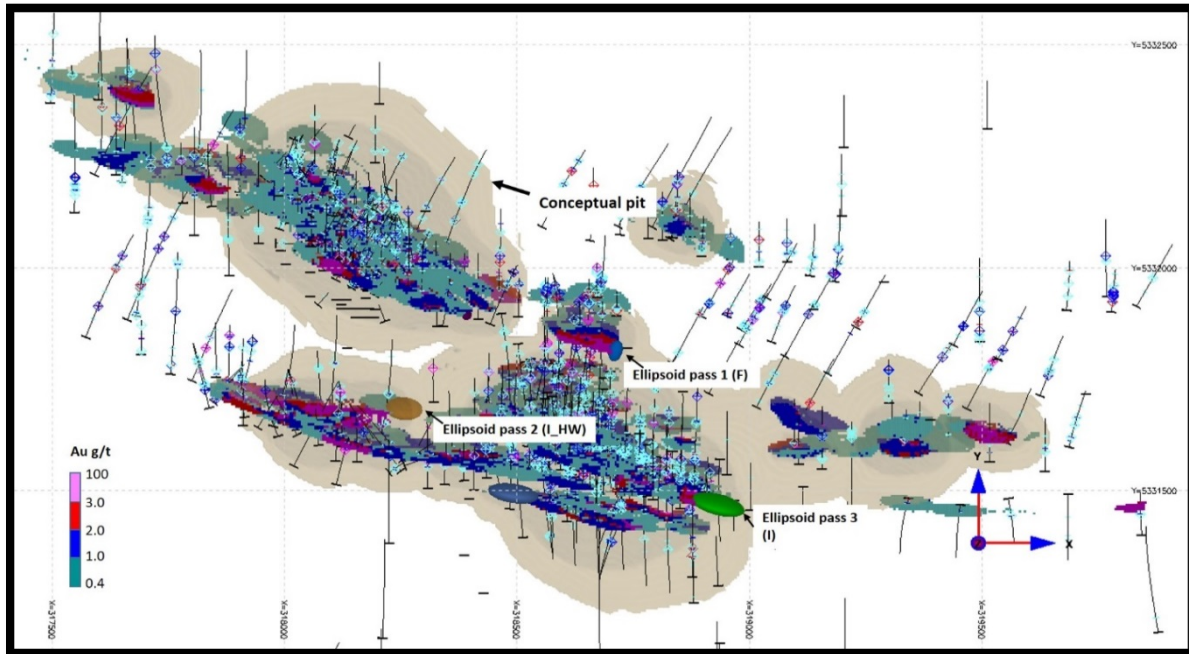 Y=5332500
Conceptual pit
Y=5332000
Ellipsoid pass 1 (F)
Ellipsoid pass 2 (I_HW)
Au g/t
100
3.0
2.0
1.0
0.4
Y
Y=5331500
Ellipsoid pass 3
(I)
Z
X
X=317500
X=318000
X=318500
X=319000
X=319500